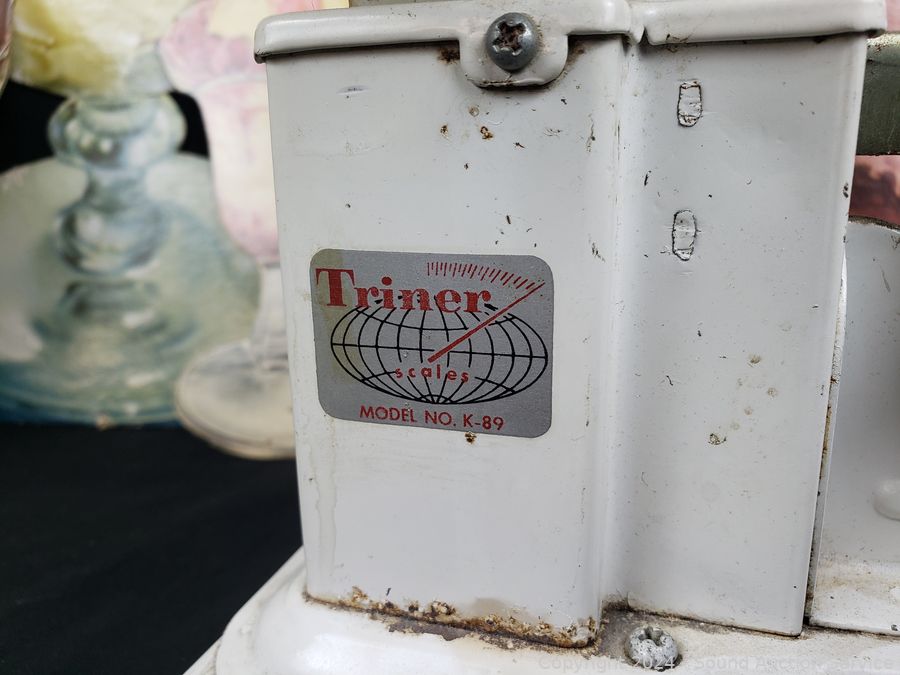 Triner
scales
MODEL NO. K-89
Copyright 2024 - Sound Auction Service